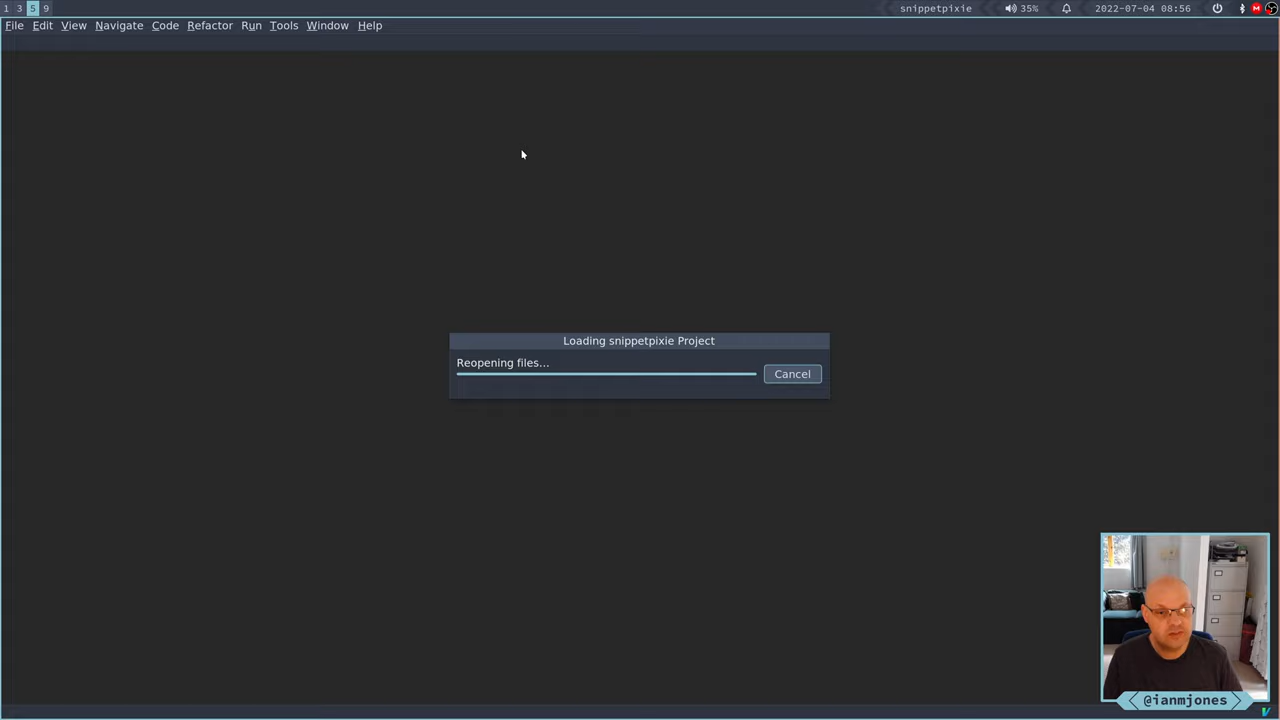 1 3 5 9
snippetpixie
35%
2022-07-04 08:56
File Edit View Navigate Code Refactor Run Tools Window Help
Loading snippetpixie Project
Reopening files...
Cancel
@ianmjones